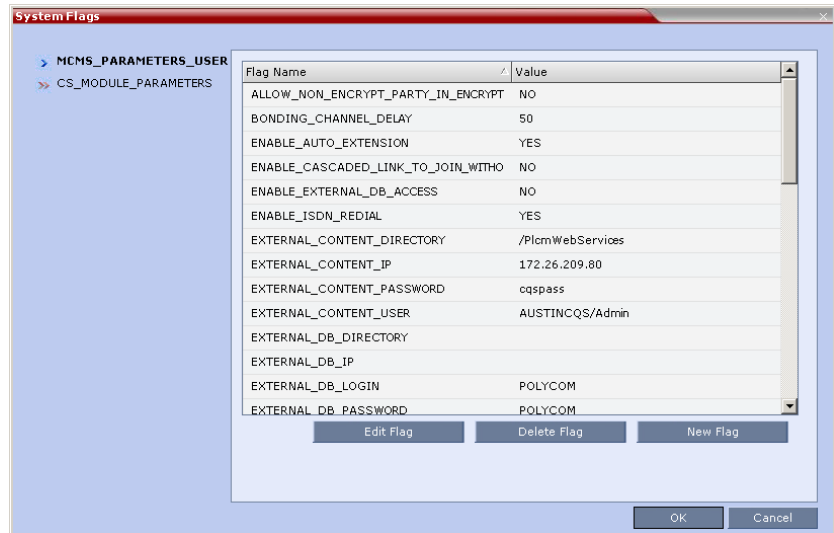 System Flags
MCMS_PARAMETERS_USER
CS_MODULE_PARAMETERS
Flag Name Value
ALLOW_NON_ENCRYPT_PARTY_IN_ENCRYPT NO
BONDING_CHANNEL_DELAY 50
ENABLE_AUTO_EXTENSION YES
ENABLE_CASCADED_LINK_TO_JOIN_WITHO NO
ENABLE_EXTERNAL_DB_ACCESS NO
ENABLE_ISDN_REDIAL YES
EXTERNAL_CONTENT_DIRECTORY /PlcmWebServices
EXTERNAL_CONTENT_IP 172.26.209.80
EXTERNAL_CONTENT_PASSWORD cqspass
EXTERNAL_CONTENT_USER AUSTINCQS/Admin
EXTERNAL_DB_DIRECTORY
EXTERNAL_DB_IP
EXTERNAL_DB_LOGIN POLYCOM
EXTERNAL_DB_PASSWORD POLYCOM
Edit Flag Delete Flag New Flag
OK Cancel